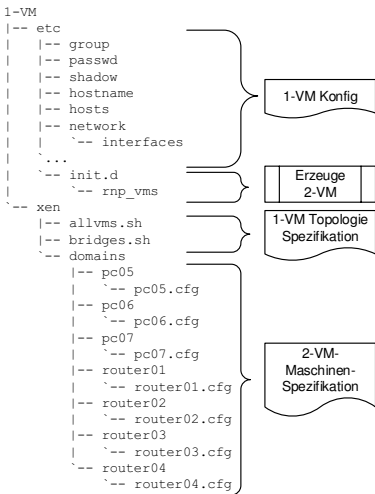 1-VM
|-- etc
|   |-- group
|   |-- passwd
|   |-- shadow
|   |-- hostname
|   |-- hosts
|   |-- network
|   |   `-- interfaces
|   `...
|   `-- init.d
|       `-- rnp_vms
`-- xen
    |-- allvms.sh
    |-- bridges.sh
    `-- domains
        |-- pc05
        |   `-- pc05.cfg
        |-- pc06
        |   `-- pc06.cfg
        |-- pc07
        |   `-- pc07.cfg
        |-- router01
        |   `-- router01.cfg
        |-- router02
        |   `-- router02.cfg
        |-- router03
        |   `-- router03.cfg
        `-- router04
            `-- router04.cfg
1-VM Konfig
Erzeuge
2-VM
1-VM Topologie
Spezifikation
2-VM-
Maschinen-
Spezifikation